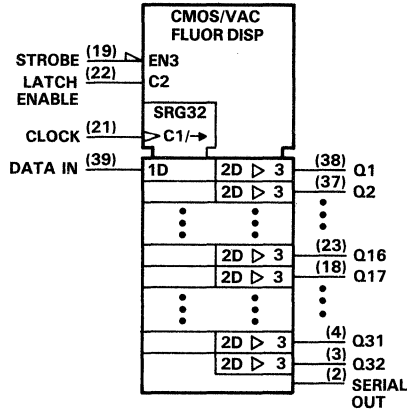 CMOS/VAC
FLUOR DISP
STROBE (19) EN3
LATCH ENABLE (22) C2
SRG32
CLOCK (21) C1/→
DATA IN (39) 1D 2D ▷ 3 (38) Q1
2D ▷ 3 (37) Q2
2D ▷ 3 (23) Q16
2D ▷ 3 (18) Q17
2D ▷ 3 (4) Q31
2D ▷ 3 (3) Q32
(2) SERIAL OUT